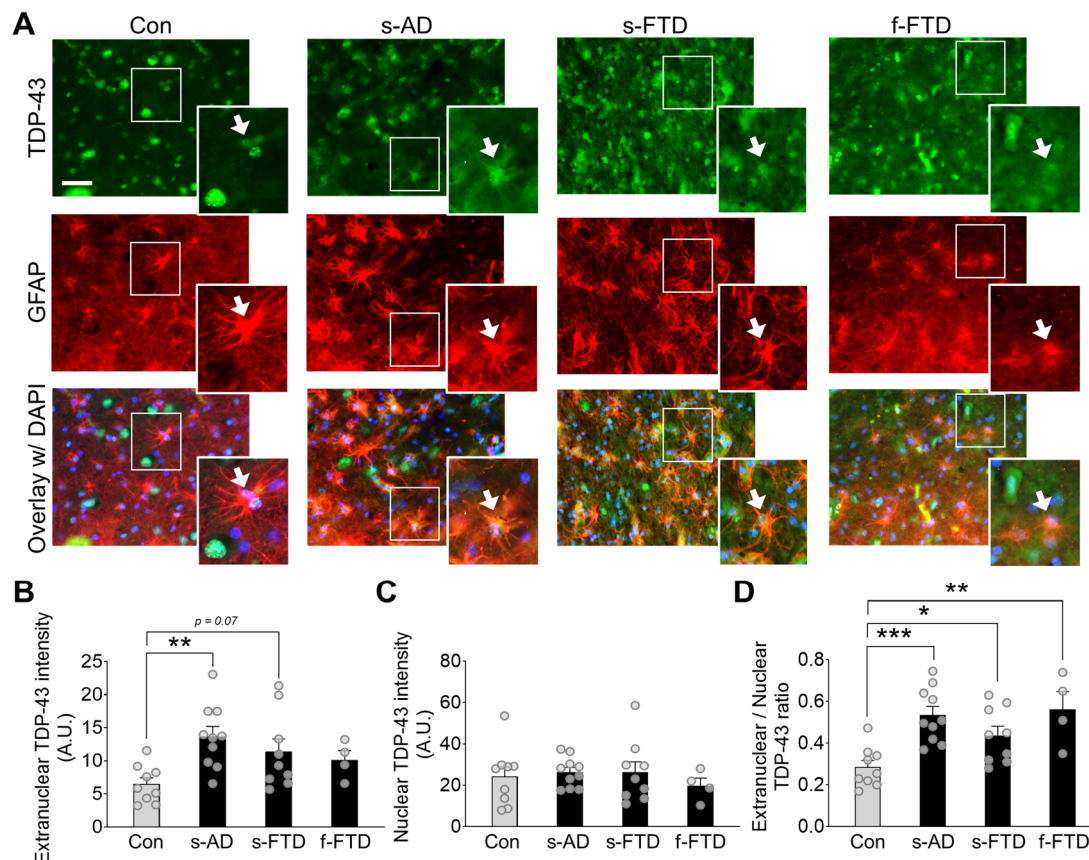 A
Con
s-AD
s-FTD
f-FTD
TDP-43
GFAP
Overlay w/ DAPI
B
Extranuclear TDP-43 intensity
(A.U.)
p = 0.07
**
25
20
15
10
5
0
Con
s-AD
s-FTD
f-FTD
C
Nuclear TDP-43 intensity
(A.U.)
80
60
40
20
0
Con
s-AD
s-FTD
f-FTD
D
Extranuclear / Nuclear
TDP-43 ratio
**
*
***
0.8
0.6
0.4
0.2
0.0
Con
s-AD
s-FTD
f-FTD